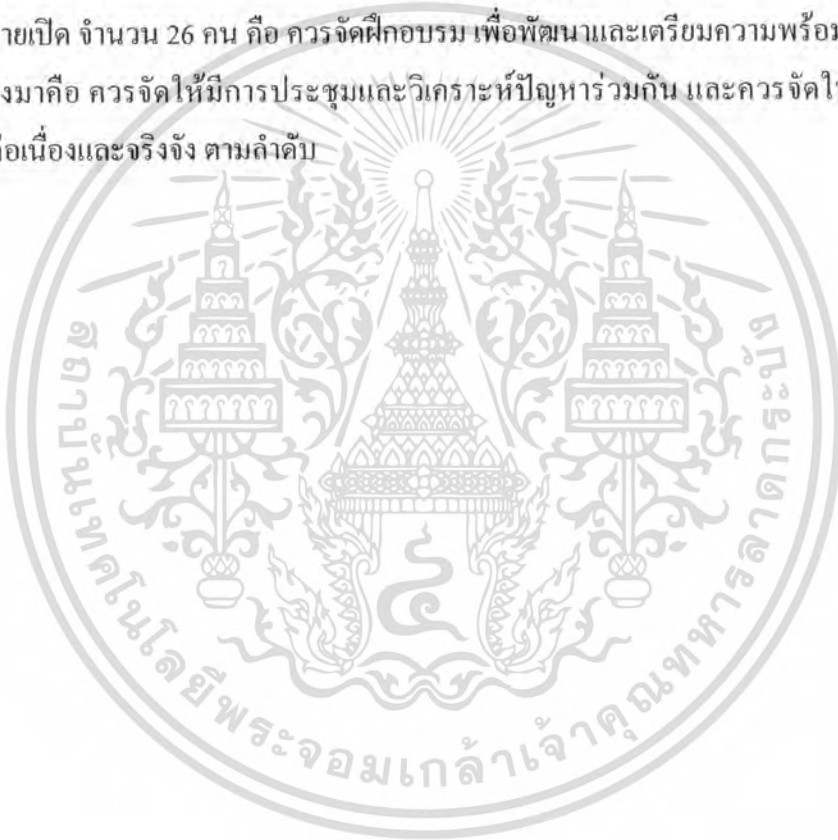 ายเปิด จำนวน 26 คน คือ ควรจัดฝึกอบรม เพื่อพัฒนาและเตรียมความพร้อม
งมาคือ ควรจัดให้มีการประชุมและวิเคราะห์ปัญหาร่วมกัน และควรจัดใ
่อเนื่องและจริงจัง ตามลำดับ
สถาบันเทคโนโลยีพระจอมเกล้าเจ้าคุณทหารลาดกระบัง